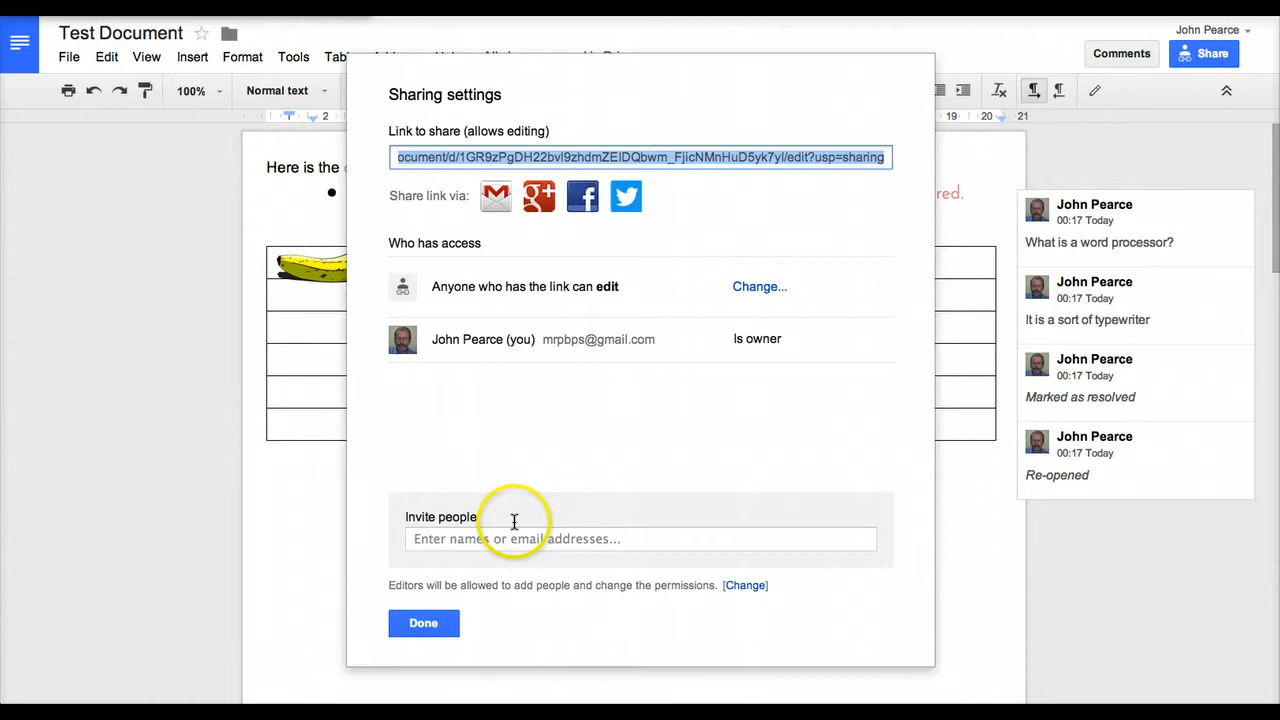 Test Document
John Pearce
File Edit View Insert Format Tools
Comments Share
100% Normal text
2 19 20 21
Sharing settings
Link to share (allows editing)
ocument/d/1GR9zPgDH22bvl9zhdmZEIDQbwm_FjicNMnHuD5yk7yI/edit?usp=sharing
Share link via:
Who has access
Anyone who has the link can edit Change...
John Pearce (you) mrpbps@gmail.com Is owner
Invite people
Enter names or email addresses...
Editors will be allowed to add people and change the permissions. [Change]
Done
Here is the
red.
John Pearce
00:17 Today
What is a word processor?
John Pearce
00:17 Today
It is a sort of typewriter
John Pearce
00:17 Today
Marked as resolved
John Pearce
00:17 Today
Re-opened